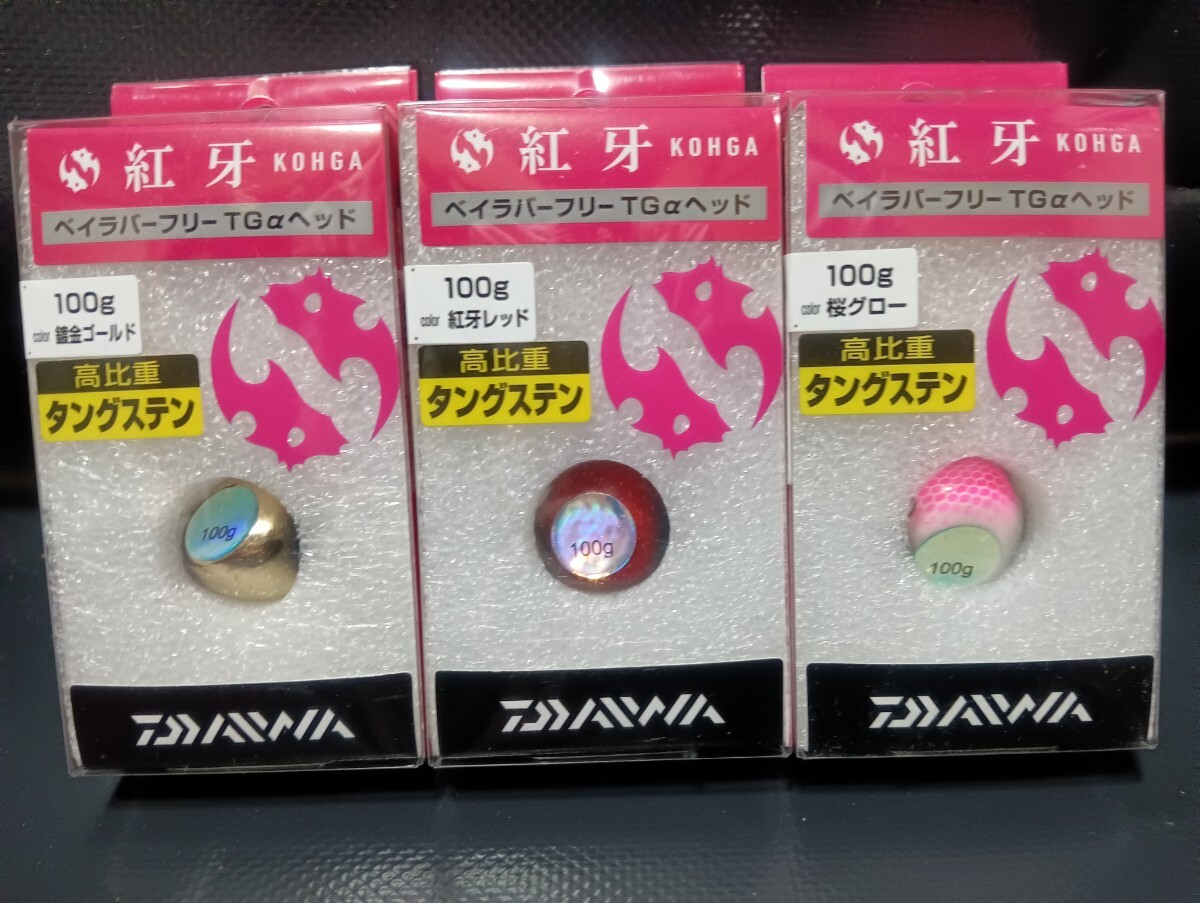 紅牙 KOHGA
ベイラバーフリーTGαヘッド
100g
color 鍍金ゴールド
高比重
タングステン
100g
DAIWA
紅牙 KOHGA
ベイラバーフリーTGαヘッド
100g
color 紅牙レッド
高比重
タングステン
100g
DAIWA
紅牙 KOHGA
ベイラバーフリーTGαヘッド
100g
color 桜グロー
高比重
タングステン
100g
DAIWA